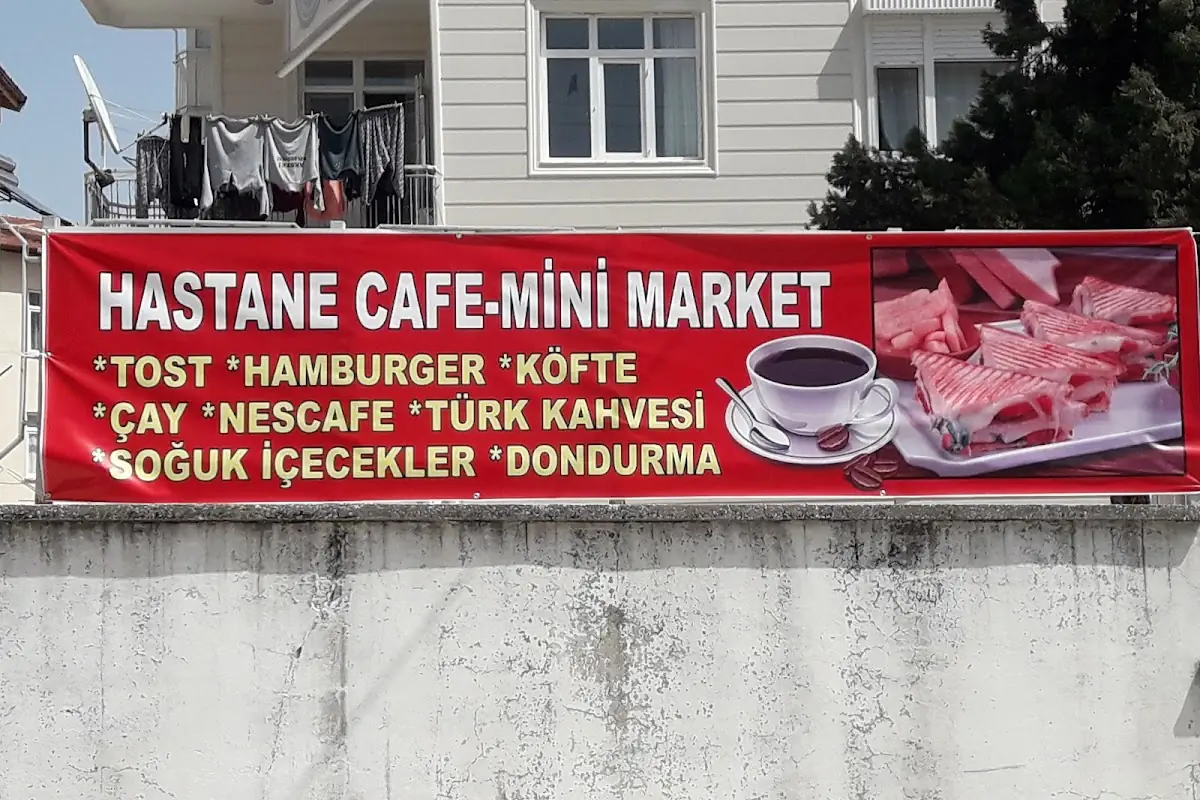 HASTANE CAFE-MİNİ MARKET
*TOST *HAMBURGER *KÖFTE
*ÇAY *NESCAFE *TÜRK KAHVESİ
*SOĞUK İÇECEKLER *DONDURMA